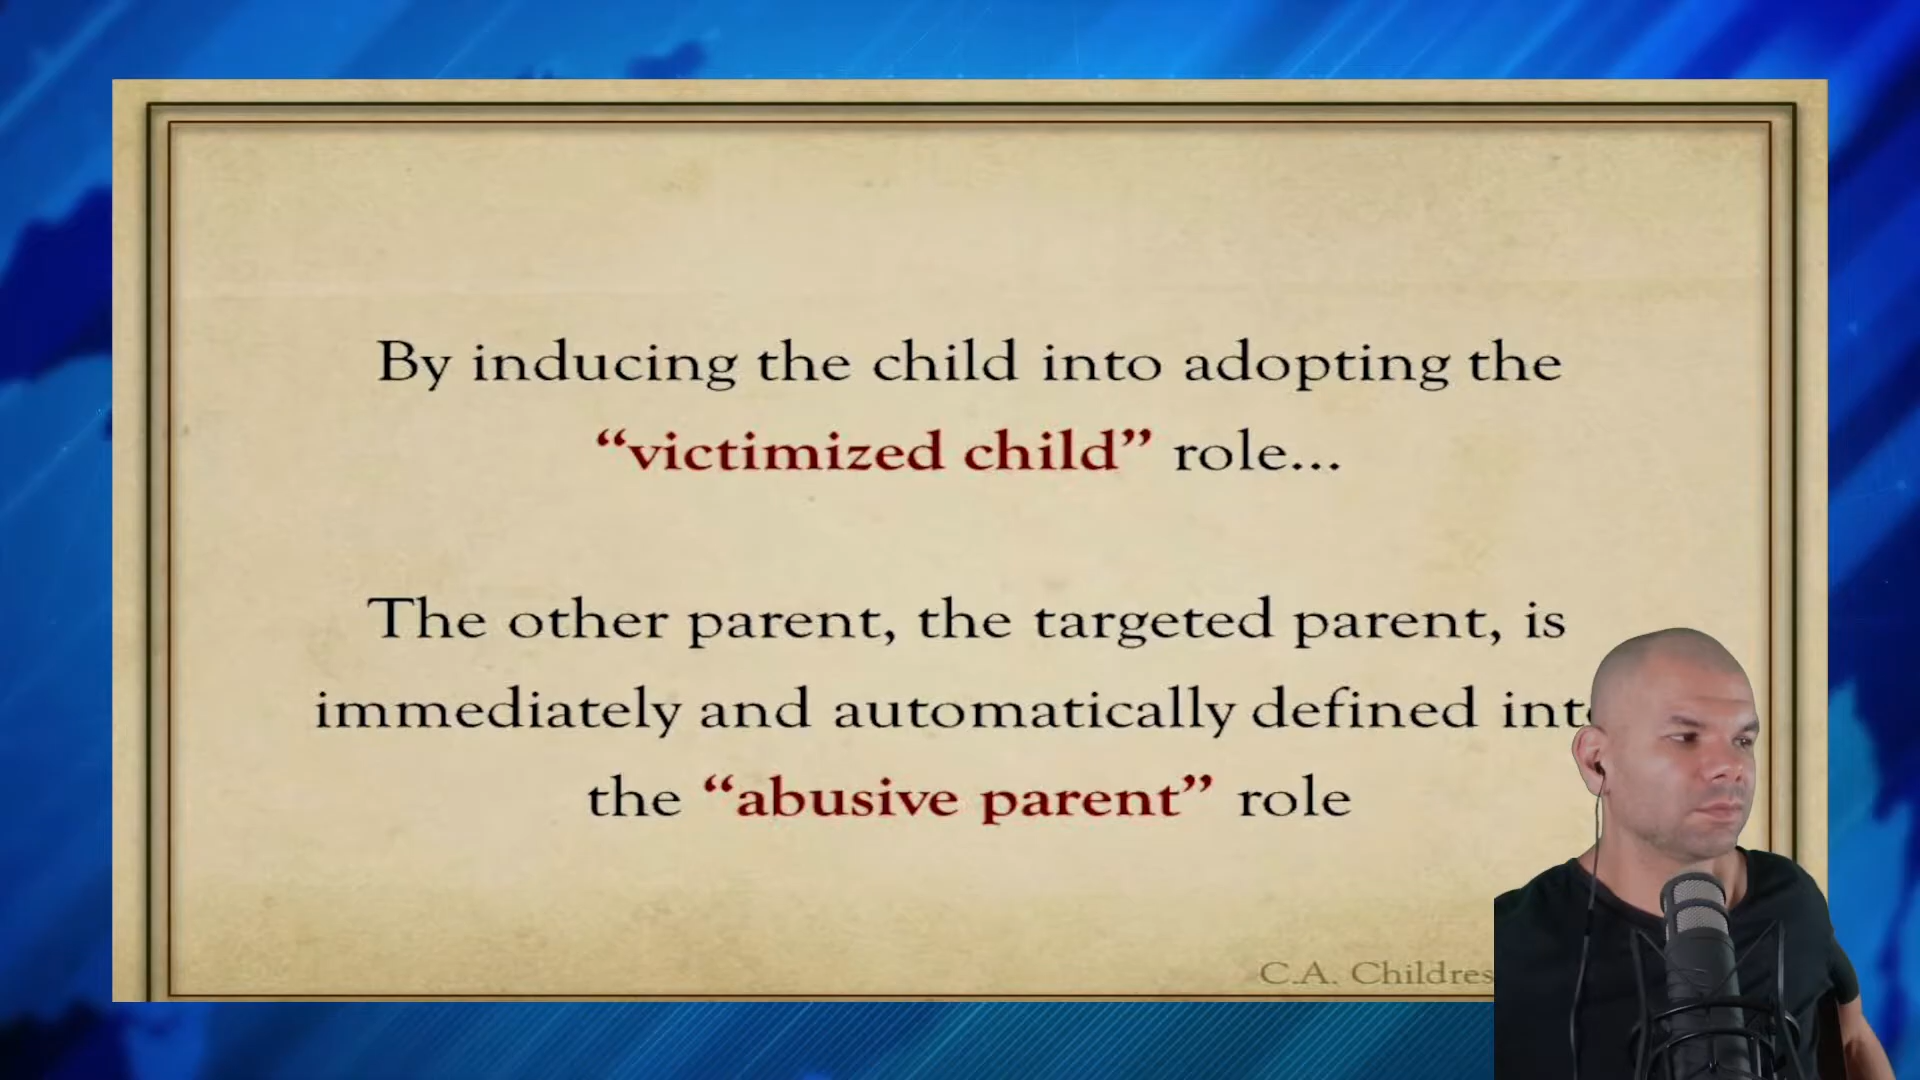 By inducing the child into adopting the
“victimized child” role...
The other parent, the targeted parent, is
immediately and automatically defined
the “abusive parent” role
C.A.